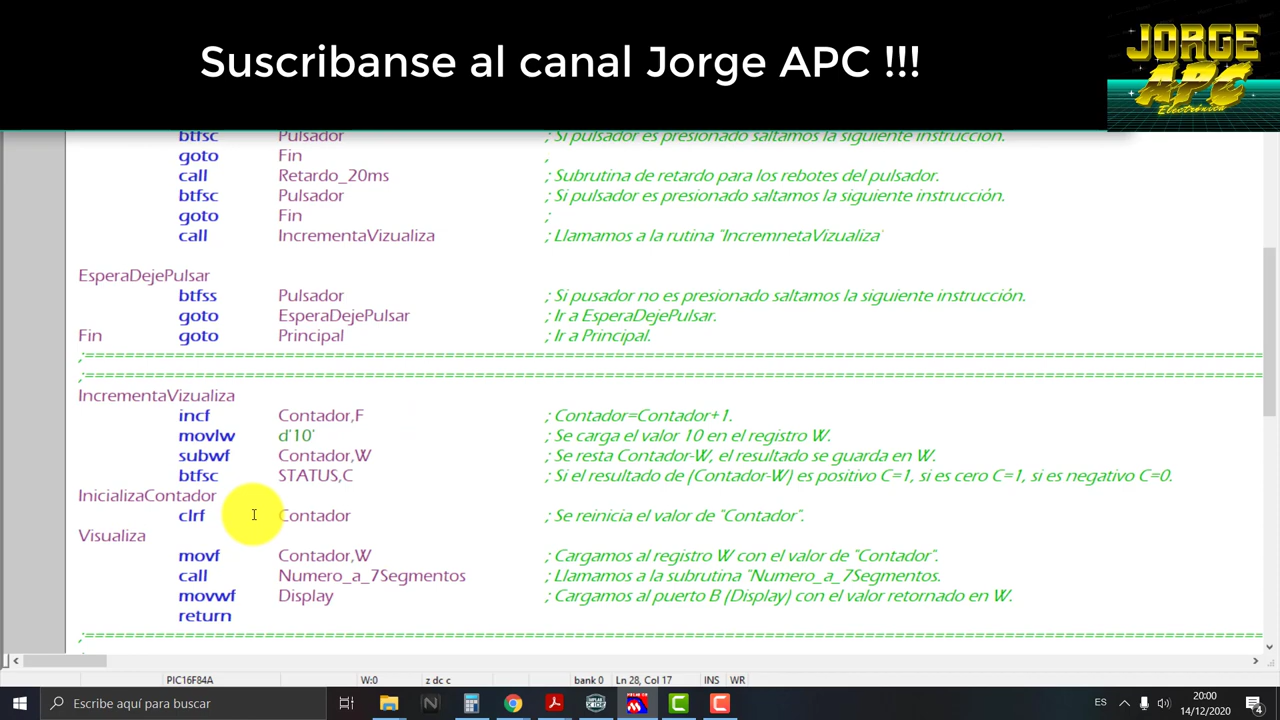 Suscribanse al canal Jorge APC !!!
JORGE
APC
Electrónica
btfsc Pulsador ; Si pulsador es presionado saltamos la siguiente instrucción.
goto Fin ,
call Retardo_20ms ; Subrutina de retardo para los rebotes del pulsador.
btfsc Pulsador ; Si pulsador es presionado saltamos la siguiente instrucción.
goto Fin ;
call IncrementaVizualiza ; Llamamos a la rutina "IncremnetaVizualiza"
EsperaDejePulsar
btfss Pulsador ; Si pusador no es presionado saltamos la siguiente instrucción.
goto EsperaDejePulsar ; Ir a EsperaDejePulsar.
Fin goto Principal ; Ir a Principal.
IncrementaVizualiza
incf Contador,F ; Contador=Contador+1.
movlw d'10' ; Se carga el valor 10 en el registro W.
subwf Contador,W ; Se resta Contador-W, el resultado se guarda en W.
btfsc STATUS,C ; Si el resultado de (Contador-W) es positivo C=1, si es cero C=1, si es negativo C=0.
InicializaContador
clrf Contador ; Se reinicia el valor de "Contador".
Visualiza
movf Contador,W ; Cargamos al registro W con el valor de "Contador".
call Numero_a_7Segmentos ; Llamamos a la subrutina "Numero_a_7Segmentos.
movwf Display ; Cargamos al puerto B (Display) con el valor retornado en W.
return
PIC16F84A W:0 z dc c bank 0 Ln 28, Col 17 INS WR
Escribe aquí para buscar
ES
20:00
14/12/2020
4